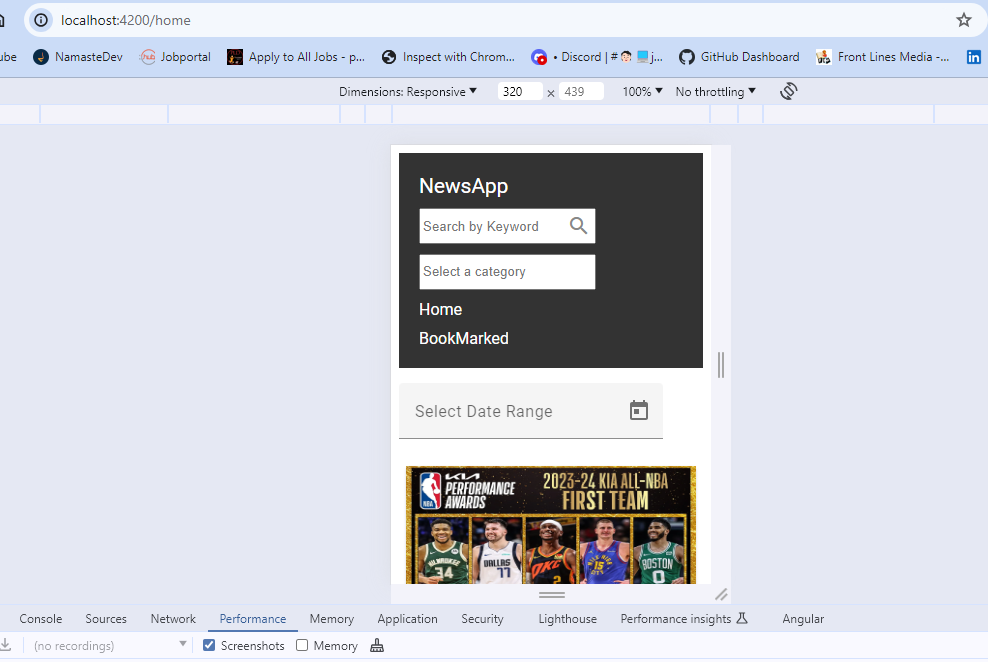 localhost:4200/home
ube NamasteDev Jobportal Apply to All Jobs - p... Inspect with Chrom... • Discord | # j... GitHub Dashboard Front Lines Media -...
Dimensions: Responsive 320 × 439 100% No throttling
NewsApp
Search by Keyword
Select a category
Home
BookMarked
Select Date Range
KIA
PERFORMANCE
AWARDS
NBA
2023-24 KIA ALL-NBA
FIRST TEAM
MILWAUKEE
34
DALLAS
77
OKC
2
15
BOSTON
0
Console Sources Network Performance Memory Application Security Lighthouse Performance insights Angular
(no recordings) Screenshots Memory